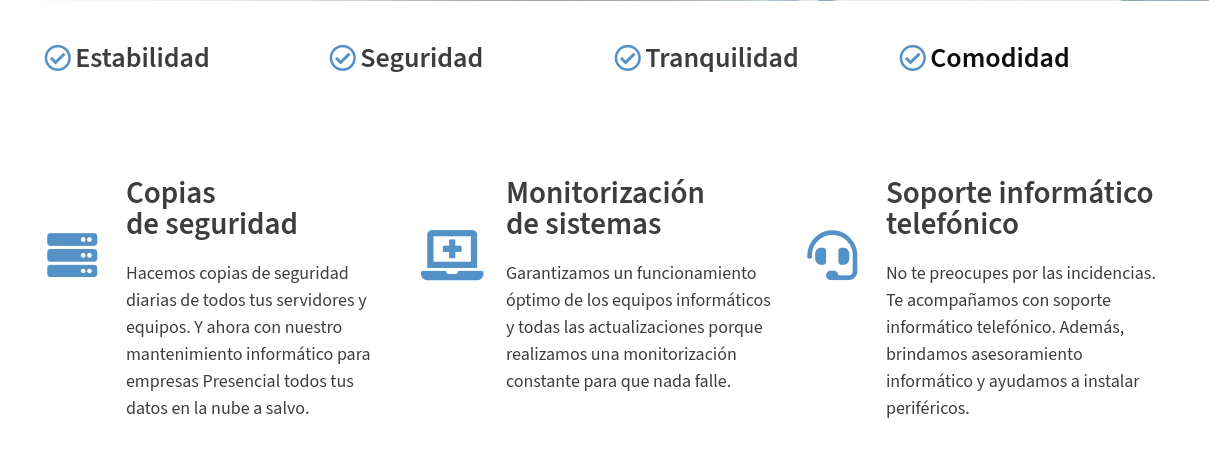 Estabilidad
Seguridad
Tranquilidad
Comodidad
Copias
de seguridad
Hacemos copias de seguridad
diarias de todos tus servidores y
equipos. Y ahora con nuestro
mantenimiento informático para
empresas Presencial todos tus
datos en la nube a salvo.
Monitorización
de sistemas
Garantizamos un funcionamiento
óptimo de los equipos informáticos
y todas las actualizaciones porque
realizamos una monitorización
constante para que nada falle.
Soporte informático
telefónico
No te preocupes por las incidencias.
Te acompañamos con soporte
informático telefónico. Además,
brindamos asesoramiento
informático y ayudamos a instalar
periféricos.